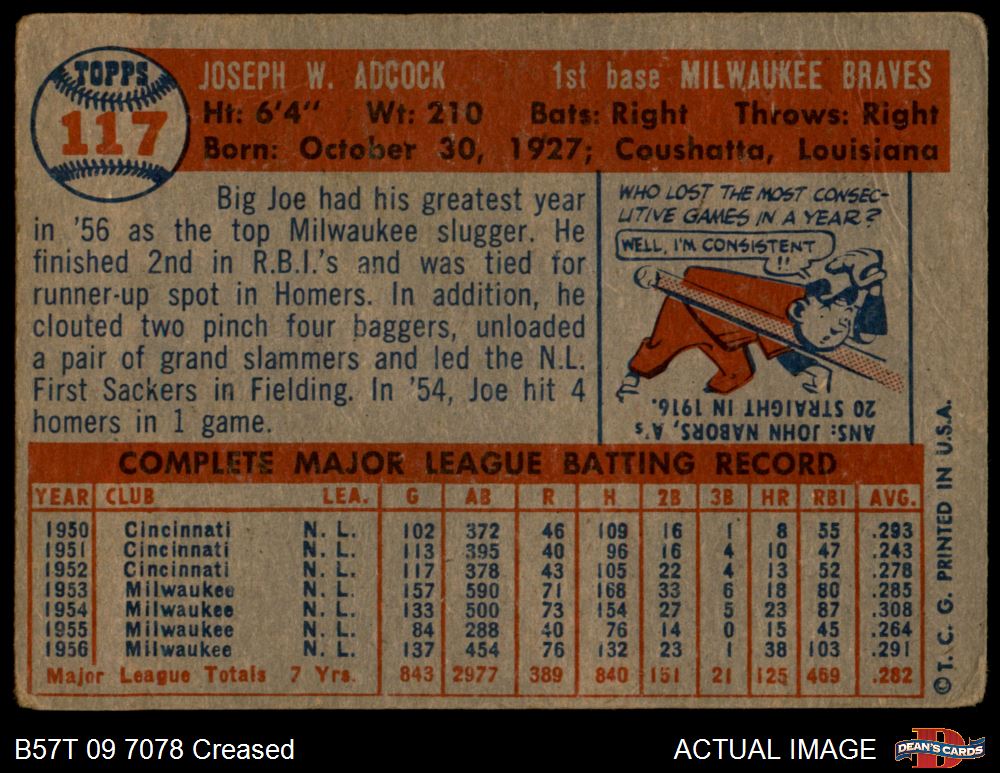 TOPPS
117
JOSEPH W. ADCOCK 1st base MILWAUKEE BRAVES
Ht: 6'4" Wt: 210 Bats: Right Throws: Right
Born: October 30, 1927; Coushatta, Louisiana
Big Joe had his greatest year
in '56 as the top Milwaukee slugger. He
finished 2nd in R.B.I.'s and was tied for
runner-up spot in Homers. In addition, he
clouted two pinch four baggers, unloaded
a pair of grand slammers and led the N.L.
First Sackers in Fielding. In '54, Joe hit 4
homers in 1 game.
WHO LOST THE MOST CONSEC-
UTIVE GAMES IN A YEAR?
WELL, I'M CONSISTENT
!!
ANS: JOHN NABORS, A's
20 STRAIGHT IN 1916.
COMPLETE MAJOR LEAGUE BATTING RECORD
YEAR CLUB LEA. G AB R H 2B 3B HR RBI AVG.
1950 Cincinnati N. L. 102 372 46 109 16 1 8 55 .293
1951 Cincinnati N. L. 113 395 40 96 16 4 10 47 .243
1952 Cincinnati N. L. 117 378 43 105 22 4 13 52 .278
1953 Milwaukee N. L. 157 590 71 168 33 6 18 80 .285
1954 Milwaukee N. L. 133 500 73 154 27 5 23 87 .308
1955 Milwaukee N. L. 84 288 40 76 14 0 15 45 .264
1956 Milwaukee N. L. 137 454 76 132 23 1 38 103 .291
Major League Totals 7 Yrs. 843 2977 389 840 151 21 125 469 .282
© T. C. G. PRINTED IN U.S.A.
B57T 09 7078 Creased
ACTUAL IMAGE
DEAN'S CARDS